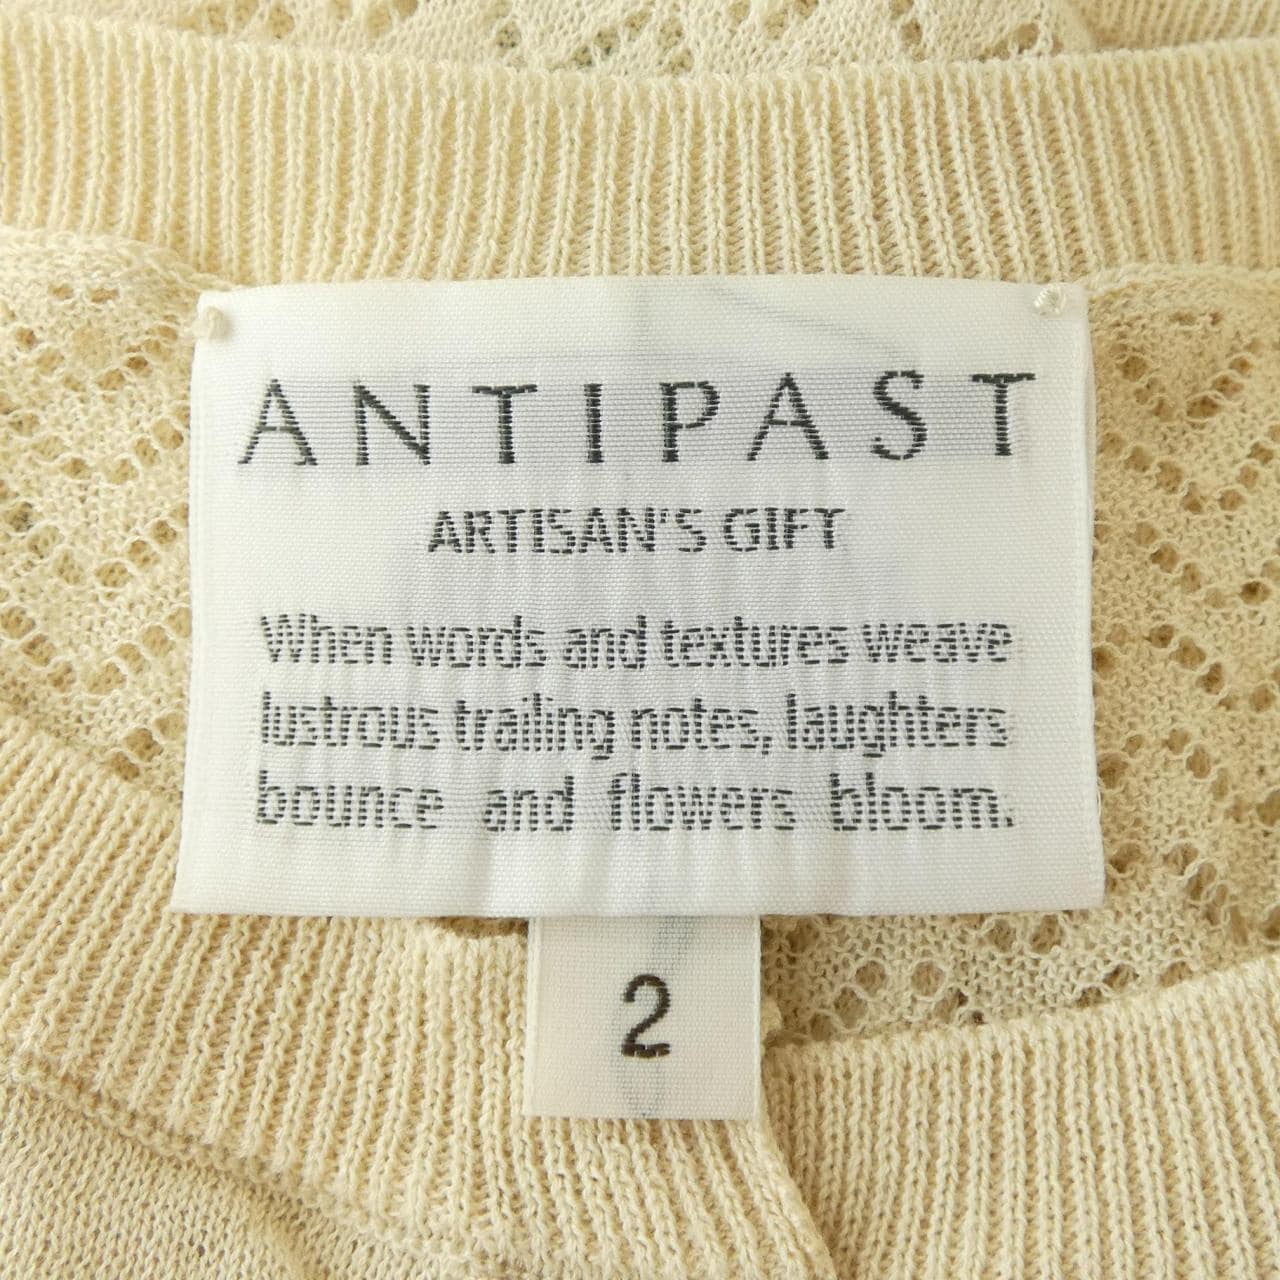 ANTIPAST
ARTISAN'S GIFT
When words and textures weave
lustrous trailing notes, laughters
bounce and flowers bloom.
2